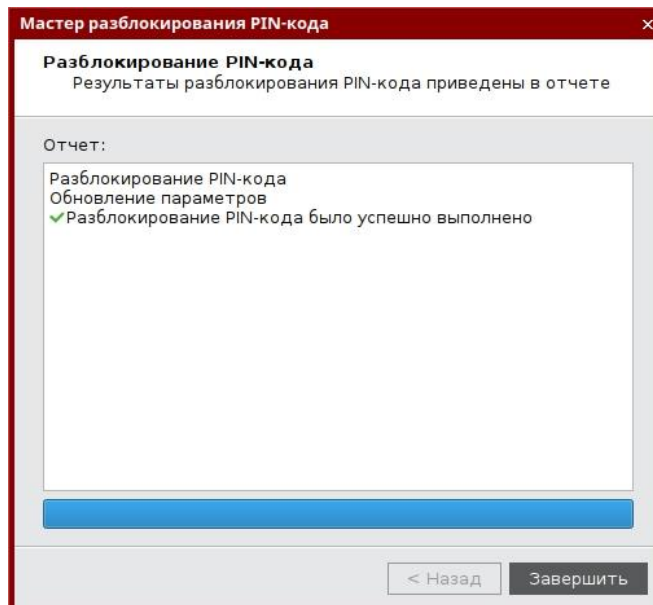 Мастер разблокирования PIN-кода
Разблокирование PIN-кода
Результаты разблокирования PIN-кода приведены в отчете
Отчет:
Разблокирование PIN-кода
Обновление параметров
Разблокирование PIN-кода было успешно выполнено
< Назад
Завершить